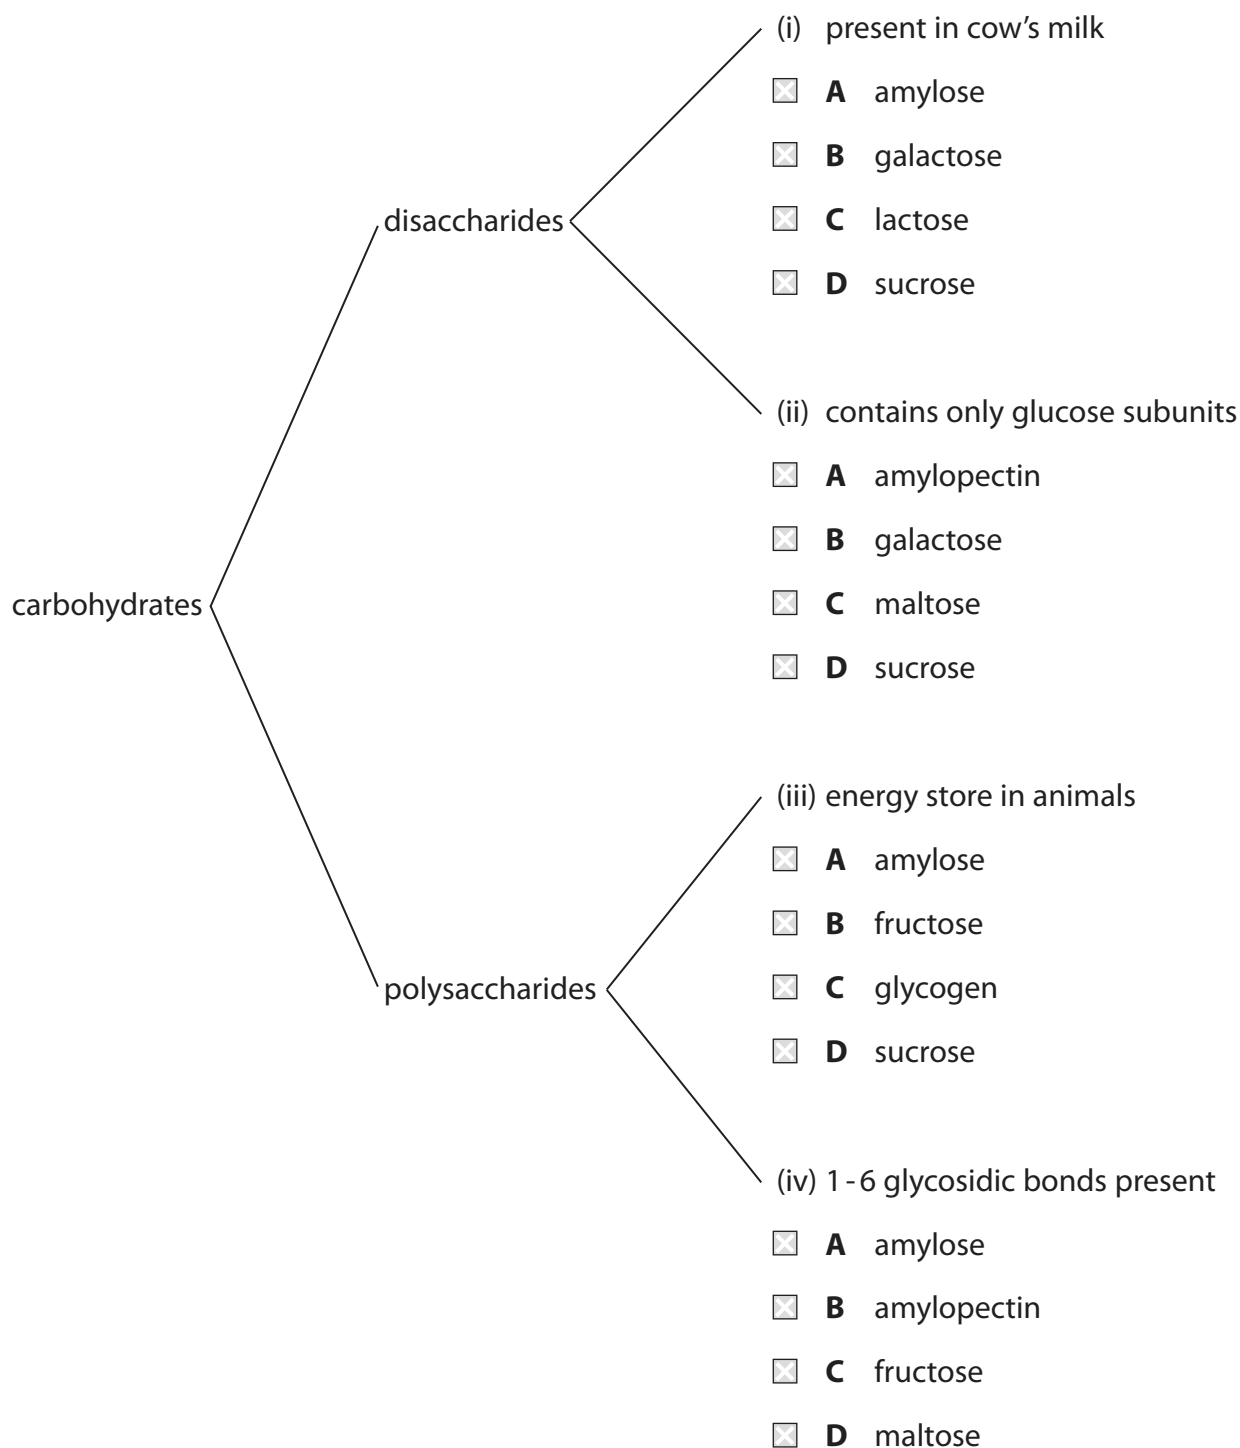 (i) present in cow's milk
A amylose
B galactose
C lactose
D sucrose
disaccharides
(ii) contains only glucose subunits
A amylopectin
B galactose
C maltose
D sucrose
carbohydrates
(iii) energy store in animals
A amylose
B fructose
C glycogen
D sucrose
polysaccharides
(iv) 1-6 glycosidic bonds present
A amylose
B amylopectin
C fructose
D maltose